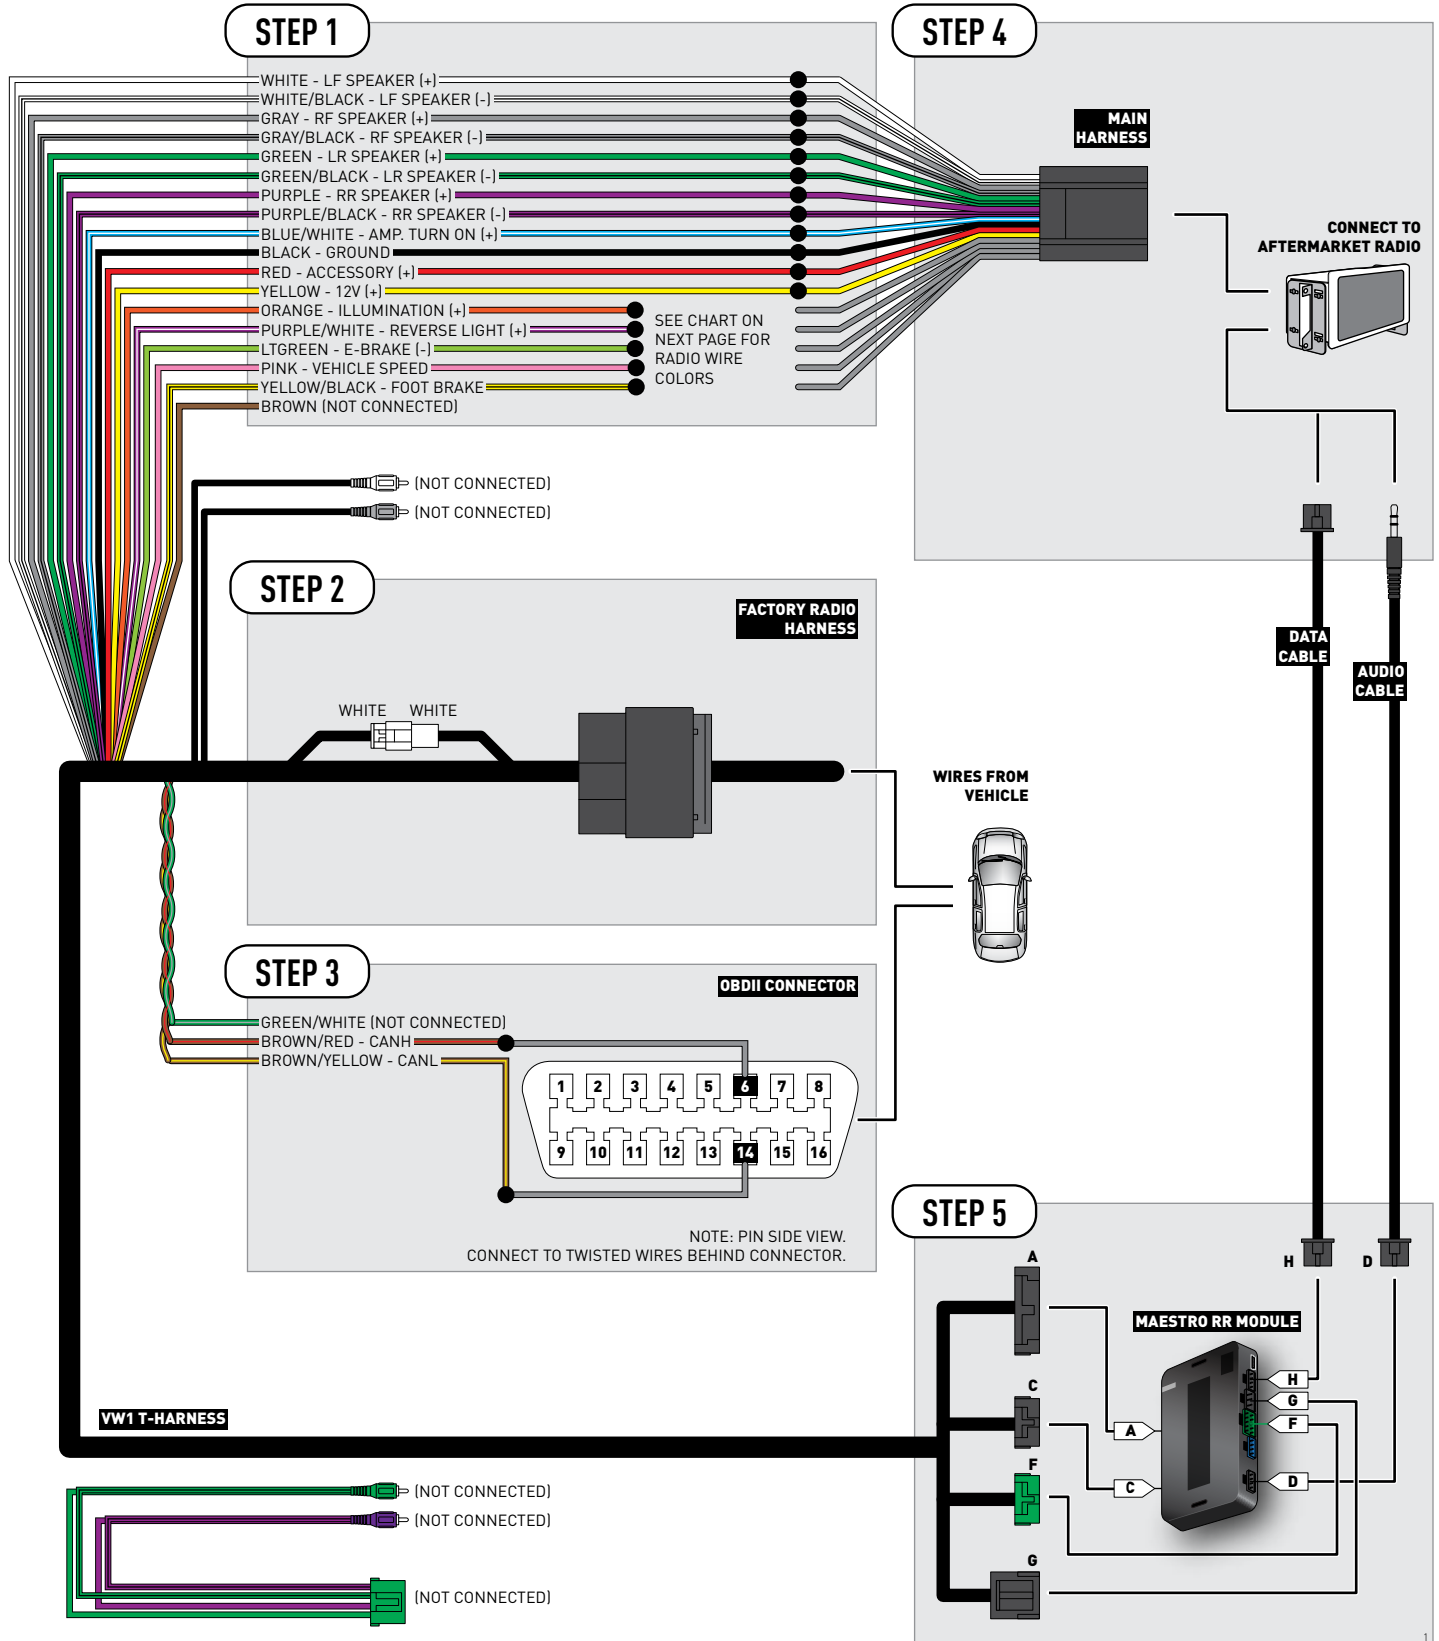 STEP 1
WHITE - LF SPEAKER (+)
WHITE/BLACK - LF SPEAKER (-)
GRAY - RF SPEAKER (+)
GRAY/BLACK - RF SPEAKER (-)
GREEN - LR SPEAKER (+)
GREEN/BLACK - LR SPEAKER (-)
PURPLE - RR SPEAKER (+)
PURPLE/BLACK - RR SPEAKER (-)
BLUE/WHITE - AMP. TURN ON (+)
BLACK - GROUND
RED - ACCESSORY (+)
YELLOW - 12V (+)
ORANGE - ILLUMINATION (+)
PURPLE/WHITE - REVERSE LIGHT (+)
LTGREEN - E-BRAKE (-)
PINK - VEHICLE SPEED
YELLOW/BLACK - FOOT BRAKE
BROWN (NOT CONNECTED)
SEE CHART ON
NEXT PAGE FOR
RADIO WIRE
COLORS
(NOT CONNECTED)
(NOT CONNECTED)
STEP 4
MAIN
HARNESS
CONNECT TO
AFTERMARKET RADIO
DATA
CABLE
AUDIO
CABLE
STEP 2
FACTORY RADIO
HARNESS
WHITE
WHITE
WIRES FROM
VEHICLE
STEP 3
OBDII CONNECTOR
GREEN/WHITE (NOT CONNECTED)
BROWN/RED - CANH
BROWN/YELLOW - CANL
1 2 3 4 5 6 7 8
9 10 11 12 13 14 15 16
NOTE: PIN SIDE VIEW.
CONNECT TO TWISTED WIRES BEHIND CONNECTOR.
STEP 5
H
D
A
MAESTRO RR MODULE
H
G
F
D
A
C
C
F
G
VW1 T-HARNESS
(NOT CONNECTED)
(NOT CONNECTED)
(NOT CONNECTED)
1